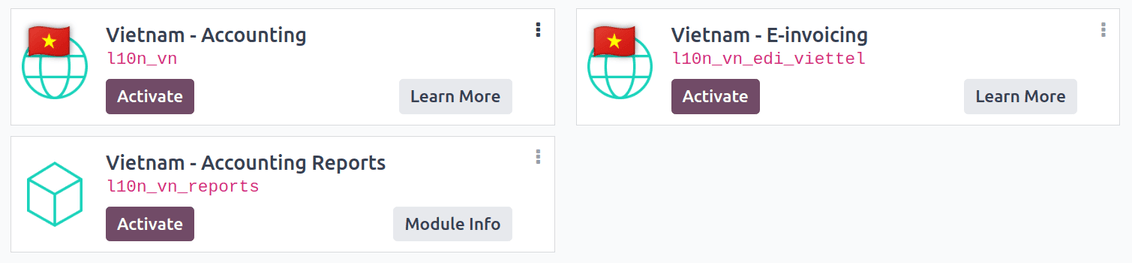 Vietnam - Accounting
l10n_vn
Activate Learn More
Vietnam - E-invoicing
l10n_vn_edi_viettel
Activate Learn More
Vietnam - Accounting Reports
l10n_vn_reports
Activate Module Info